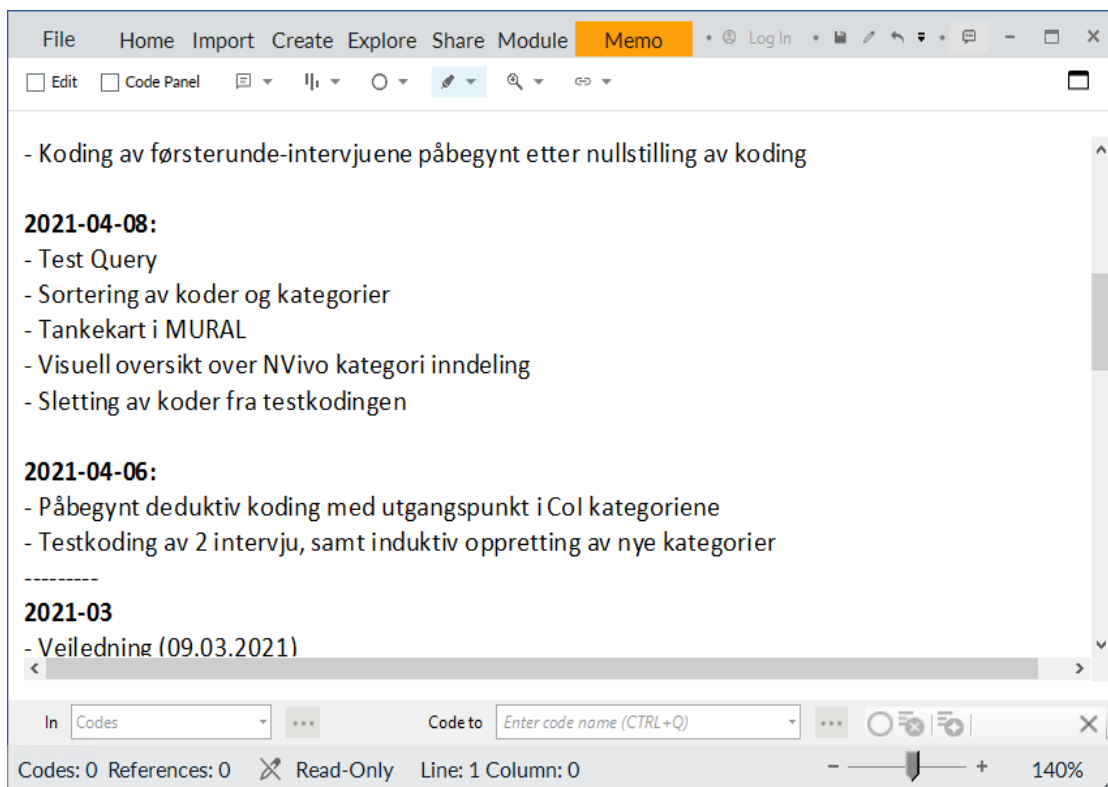 File Home Import Create Explore Share Module Memo • Log In •
Edit Code Panel
- Koding av førsterunde-intervjuene påbegynt etter nullstilling av koding
2021-04-08:
- Test Query
- Sortering av koder og kategorier
- Tankekart i MURAL
- Visuell oversikt over NVivo kategori inndeling
- Sletting av koder fra testkodingen
2021-04-06:
- Påbegynt deduktiv koding med utgangspunkt i CoI kategoriene
- Testkoding av 2 intervju, samt induktiv oppretting av nye kategorier
---------
2021-03
- Veiledning (09.03.2021)
In Codes ... Code to Enter code name (CTRL+Q) ...
Codes: 0 References: 0 Read-Only Line: 1 Column: 0 - + 140%